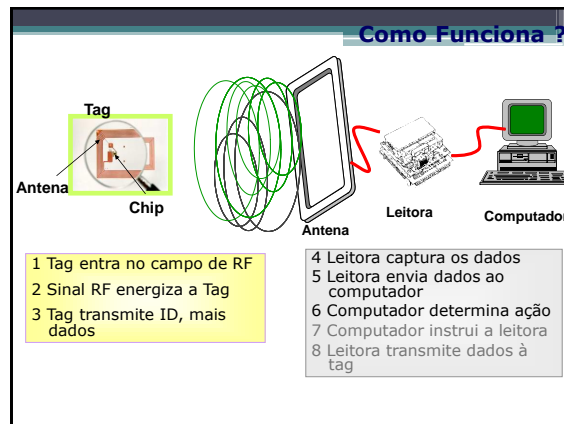 Como Funciona ?
Tag
Antena
Chip
Antena
Leitora
Computador
1 Tag entra no campo de RF
2 Sinal RF energiza a Tag
3 Tag transmite ID, mais
dados
4 Leitora captura os dados
5 Leitora envia dados ao
computador
6 Computador determina ação
7 Computador instrui a leitora
8 Leitora transmite dados à
tag